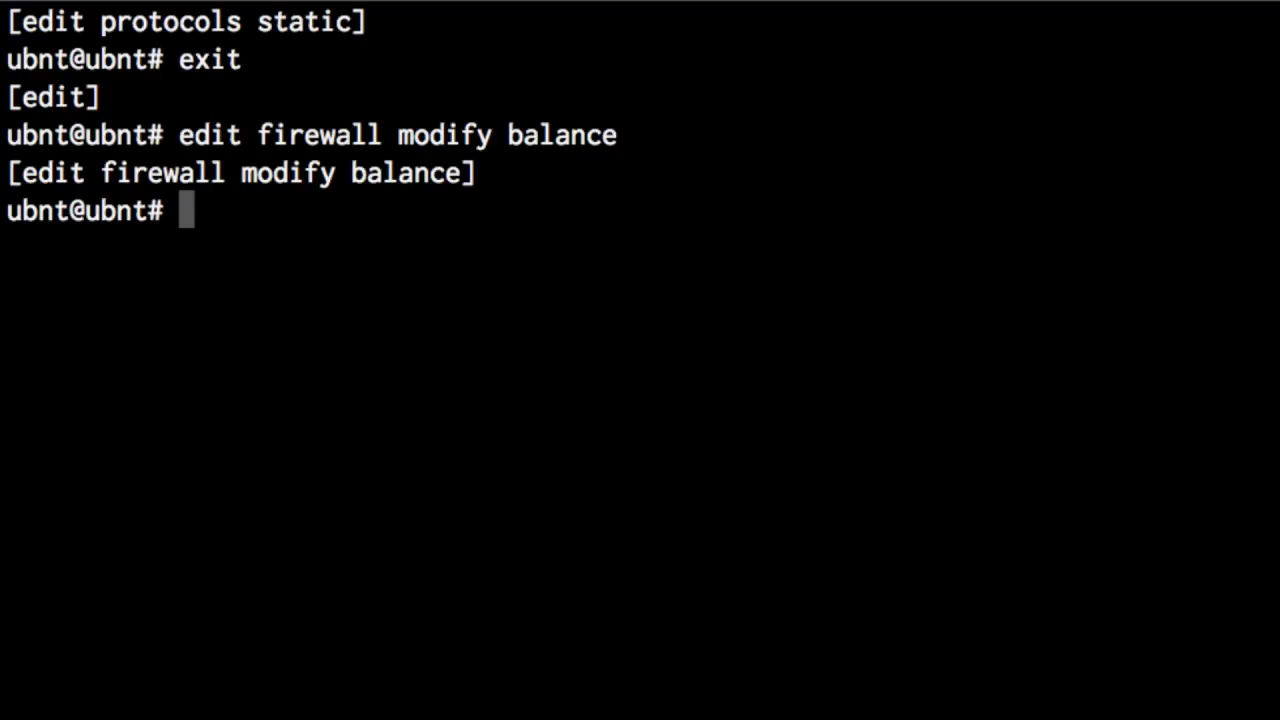 [edit protocols static]
ubnt@ubnt# exit
[edit]
ubnt@ubnt# edit firewall modify balance
[edit firewall modify balance]
ubnt@ubnt#